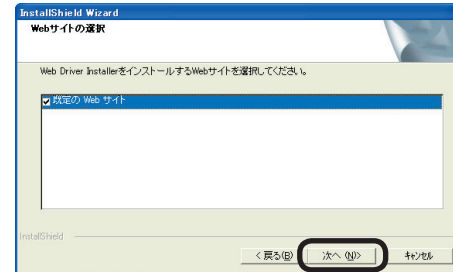 InstallShield Wizard
Webサイトの選択
Web Driver InstallerをインストールするWebサイトを選択してください。
既定の Web サイト
InstallShield
< 戻る(B)
次へ (N)>
キャンセル